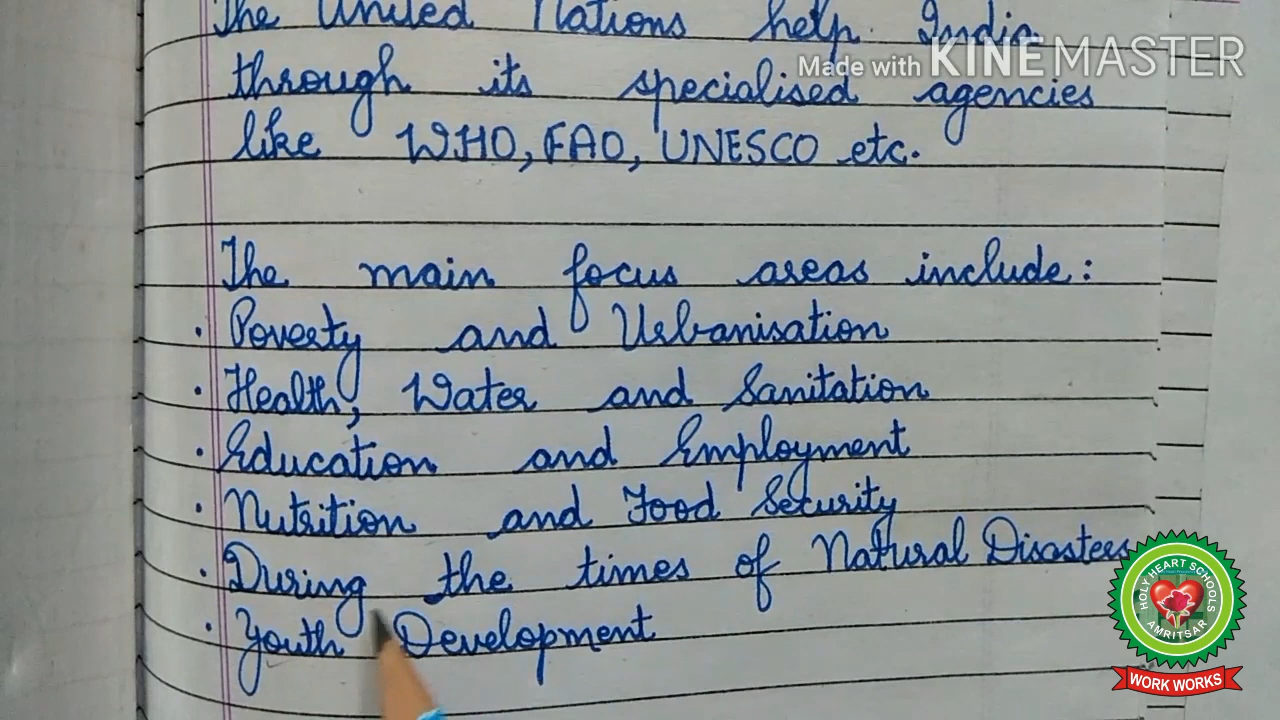 The United Nations help India
Made with KINEMASTER
through its specialised agencies
like WHO, FAO, UNESCO etc.
The main focus areas include:
· Poverty and Urbanisation
· Health, Water and Sanitation
· Education and Employment
· Nutrition and Food Security
· During the times of Natural Disasters
· Youth Development
HOLY HEART SCHOOLS
AMRITSAR
WORK WORKS